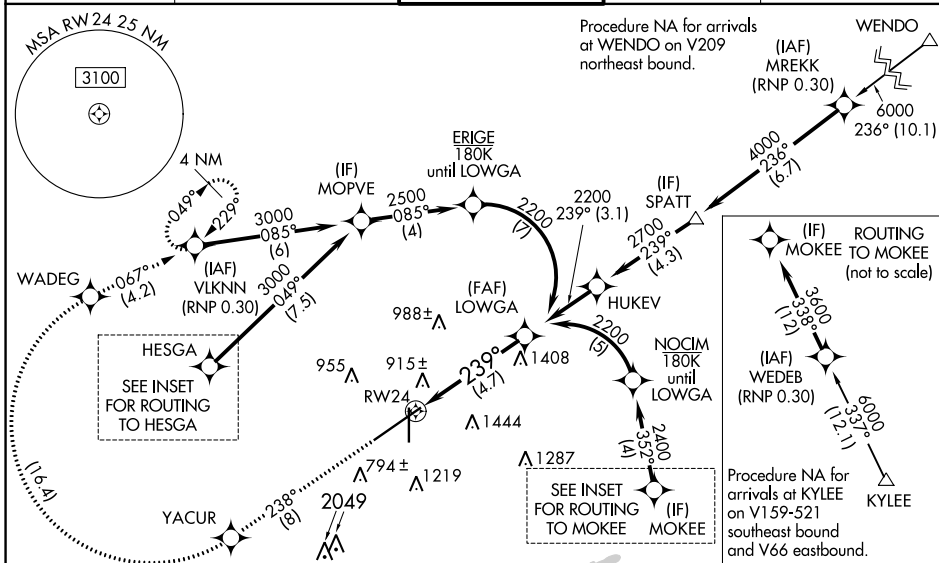 MSA RW 24 25 NM
3100
4 NM
049°
229°
Procedure NA for arrivals
at WENDO on V209
northeast bound.
WENDO
(IAF)
MREKK
(RNP 0.30)
6000
236° (10.1)
4000
236°
(6.7)
ERIGE
180K
until LOWGA
(IF)
MOPVE
2500
085°
(4)
2200
(7)
2200
239° (3.1)
(IF)
SPATT
2700
239°
(4.3)
HUKEV
3000
085°
(6)
(IAF)
VLKNN
(RNP 0.30)
WADEG
067°
(4.2)
3000
049°
(7.5)
HESGA
SEE INSET
FOR ROUTING
TO HESGA
(FAF)
LOWGA
988±
955
915±
1408
RW24
239°
(4.7)
1444
2200
(5)
NOCIM
180K
until
LOWGA
2400
352°
(4)
794±
1219
1287
2049
SEE INSET
FOR ROUTING
TO MOKEE
(IF)
MOKEE
YACUR
238°
(8)
(16.4)
(IF)
MOKEE
ROUTING
TO MOKEE
(not to scale)
3600
338°
(12)
(IAF)
WEDEB
(RNP 0.30)
6000
337°
(12.1)
KYLEE
Procedure NA for
arrivals at KYLEE
on V159-521
southeast bound
and V66 eastbound.